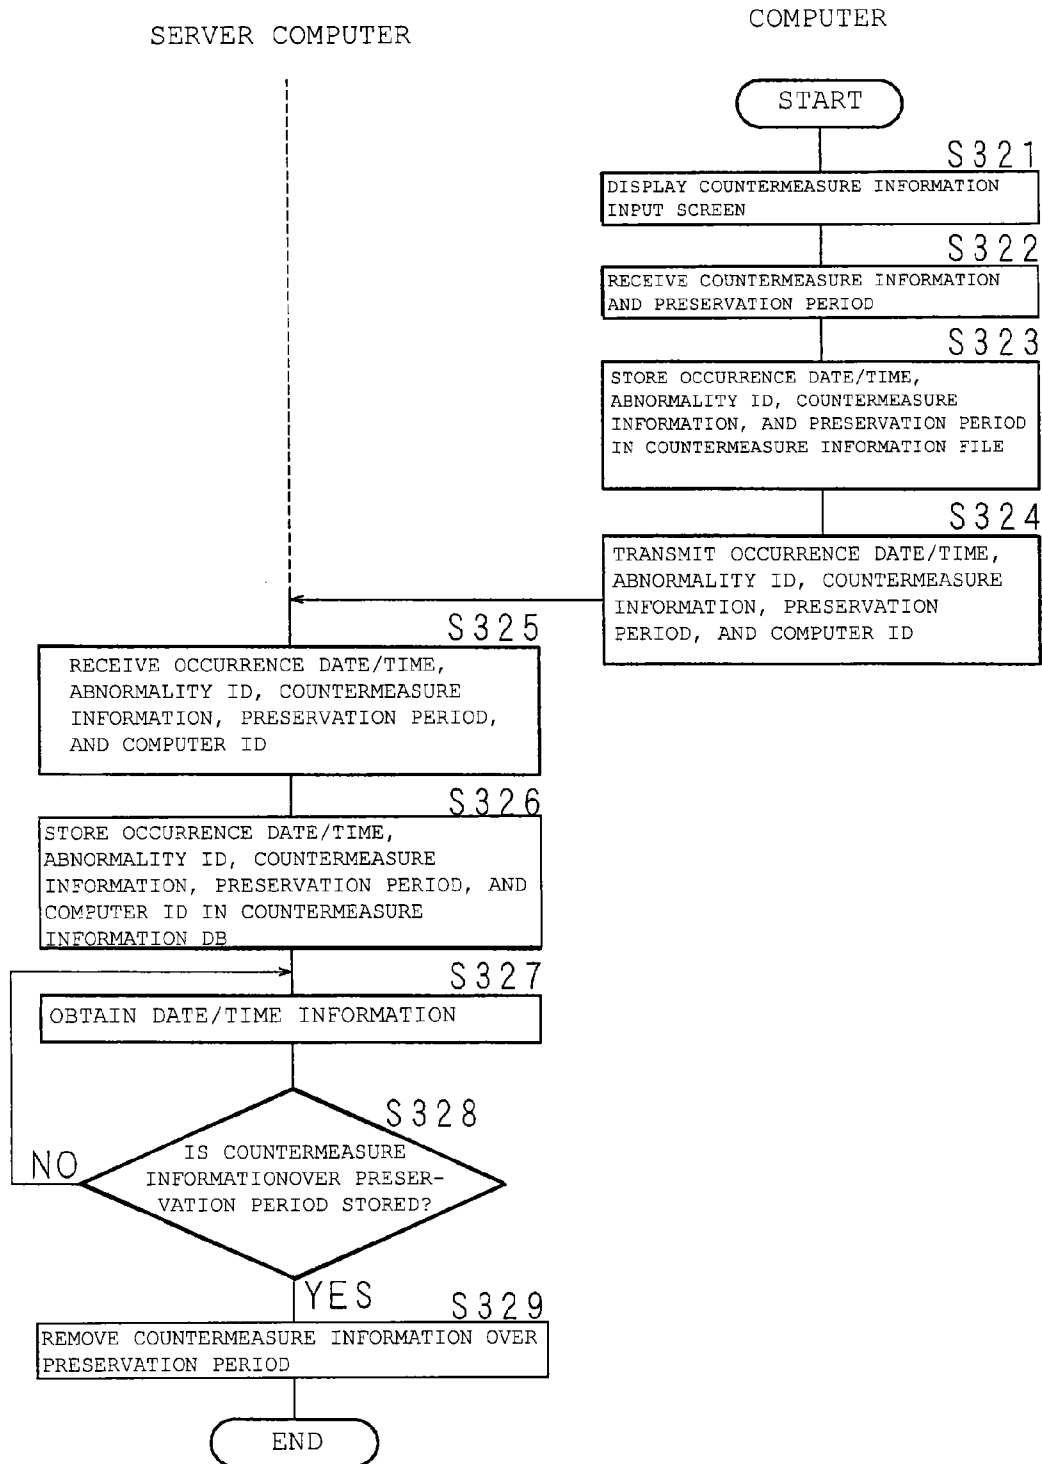 SERVER COMPUTER
COMPUTER
START
S321
DISPLAY COUNTERMEASURE INFORMATION
INPUT SCREEN
S322
RECEIVE COUNTERMEASURE INFORMATION
AND PRESERVATION PERIOD
S323
STORE OCCURRENCE DATE/TIME,
ABNORMALITY ID, COUNTERMEASURE
INFORMATION, AND PRESERVATION PERIOD
IN COUNTERMEASURE INFORMATION FILE
S324
TRANSMIT OCCURRENCE DATE/TIME,
ABNORMALITY ID, COUNTERMEASURE
INFORMATION, PRESERVATION
PERIOD, AND COMPUTER ID
S325
RECEIVE OCCURRENCE DATE/TIME,
ABNORMALITY ID, COUNTERMEASURE
INFORMATION, PRESERVATION PERIOD,
AND COMPUTER ID
S326
STORE OCCURRENCE DATE/TIME,
ABNORMALITY ID, COUNTERMEASURE
INFORMATION, PRESERVATION PERIOD, AND
COMPUTER ID IN COUNTERMEASURE
INFORMATION DB
S327
OBTAIN DATE/TIME INFORMATION
S328
IS COUNTERMEASURE
INFORMATIONOVER PRESER-
VATION PERIOD STORED?
NO
YES
S329
REMOVE COUNTERMEASURE INFORMATION OVER
PRESERVATION PERIOD
END